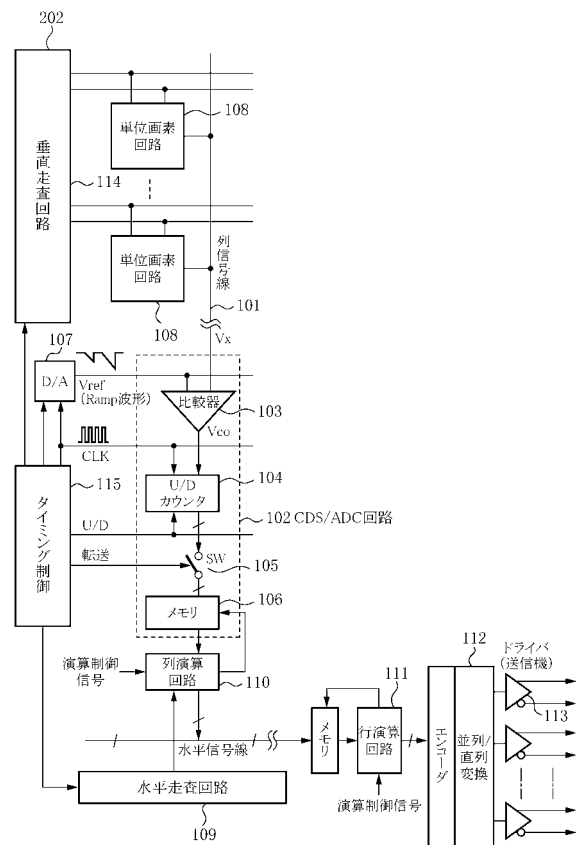 202
単位画素
回路
108
垂直走査回路
114
単位画素
回路
108
列信号線
101
Vx
107
D/A
Vref
(Ramp波形)
比較器
103
Vco
CLK
115
U/D
カウンタ
104
タイミング制御
U/D
102 CDS/ADC回路
転送
SW
105
メモリ
106
演算制御
信号
列演算
回路
110
水平信号線
水平走査回路
109
メモリ
行演算
回路
111
演算制御信号
112
エンコーダ
並列/
直列
変換
ドライバ
(送信機)
113